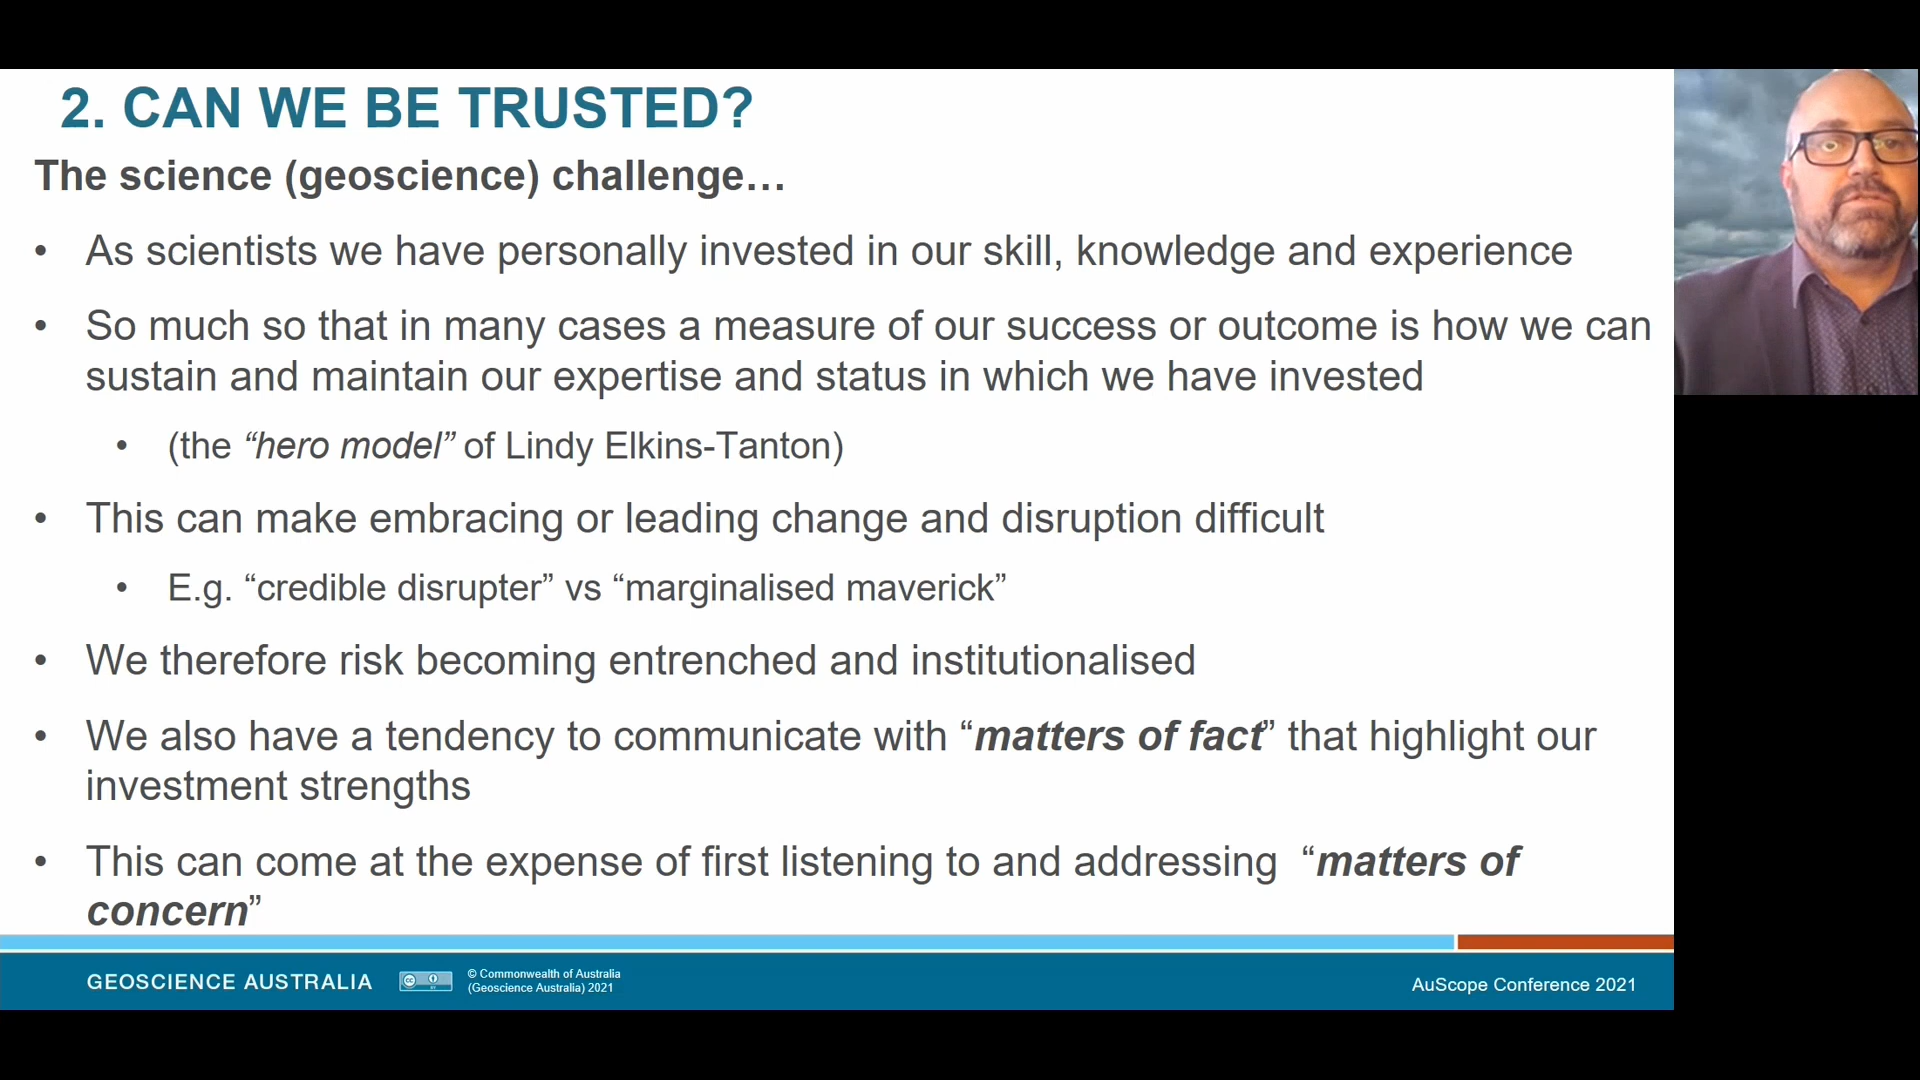 2. CAN WE BE TRUSTED?
The science (geoscience) challenge…
• As scientists we have personally invested in our skill, knowledge and experience
• So much so that in many cases a measure of our success or outcome is how we can
sustain and maintain our expertise and status in which we have invested
• (the “hero model” of Lindy Elkins-Tanton)
• This can make embracing or leading change and disruption difficult
• E.g. “credible disrupter” vs “marginalised maverick”
• We therefore risk becoming entrenched and institutionalised
• We also have a tendency to communicate with “matters of fact” that highlight our
investment strengths
• This can come at the expense of first listening to and addressing “matters of
concern”
GEOSCIENCE AUSTRALIA
© Commonwealth of Australia
(Geoscience Australia) 2021
AuScope Conference 2021